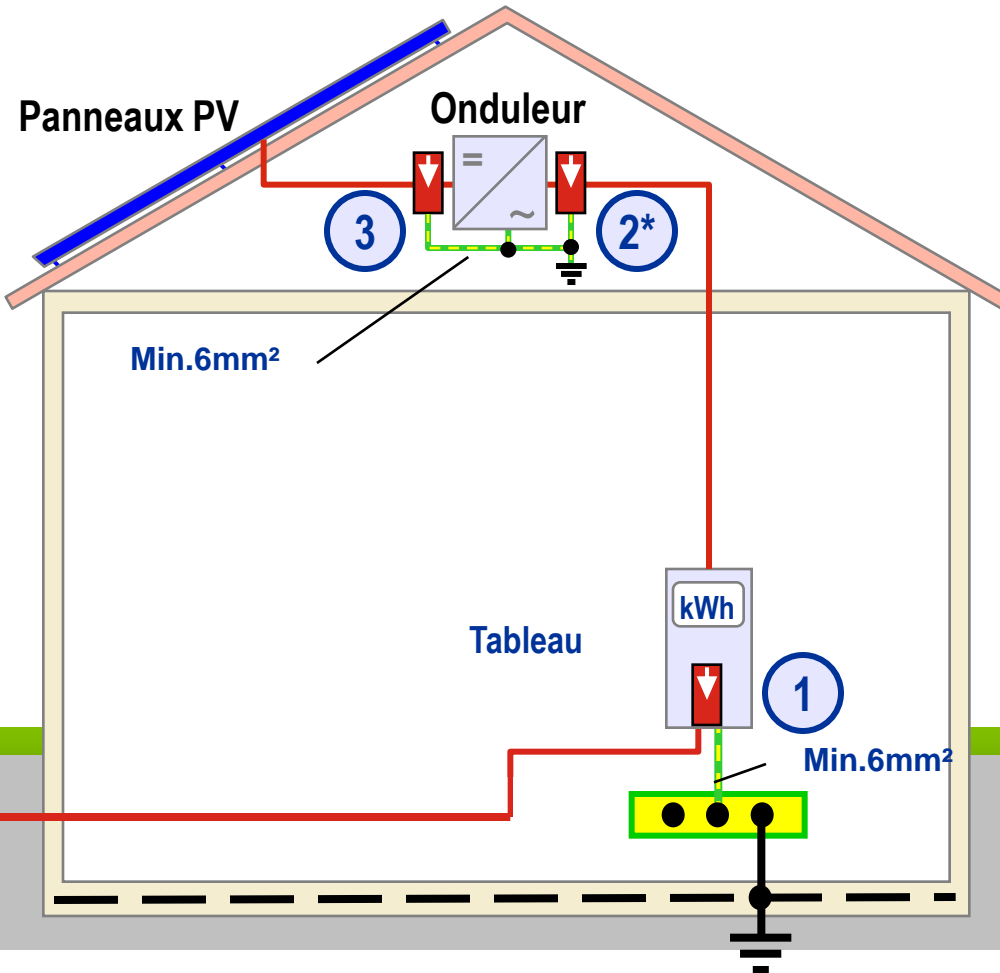 Panneaux PV
Onduleur
=
~
3
2*
Min.6mm²
kWh
Tableau
1
Min.6mm²